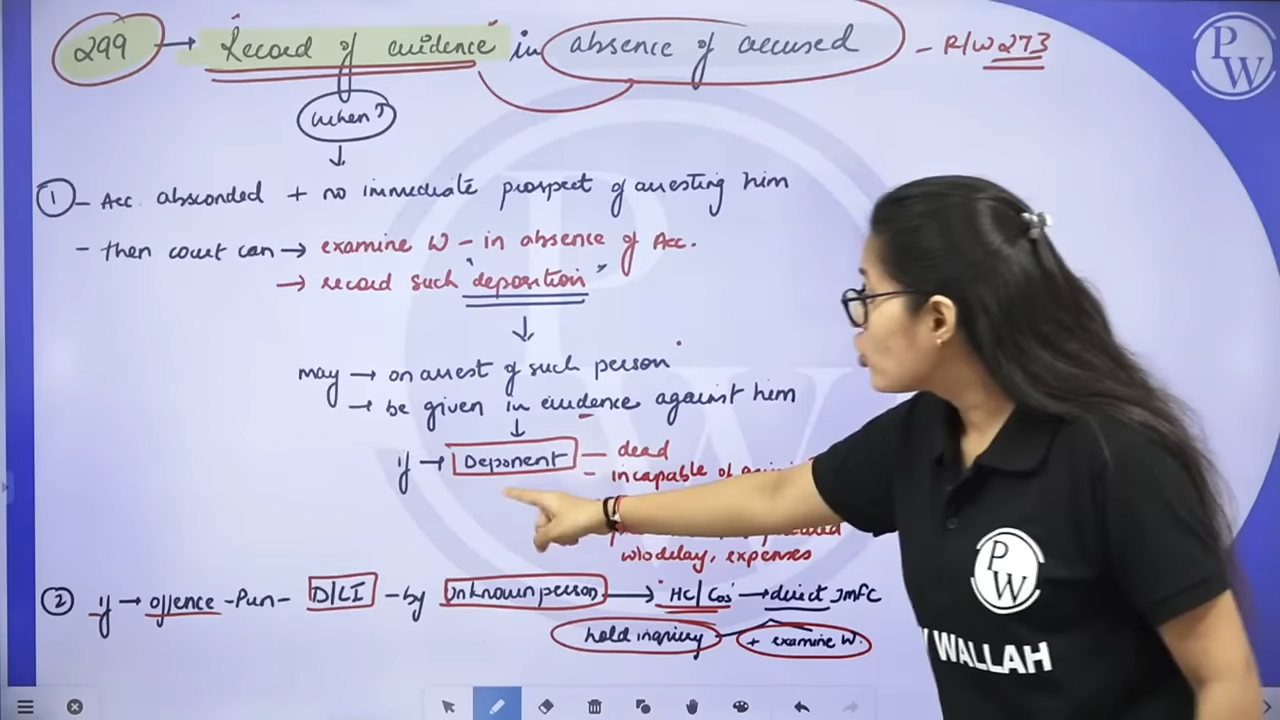 299 → "Record of evidence" in absence of accused - R/W 273
PW
When?
① - Acc. absconded + no immediate prospect of arresting him
- then court can → examine W - in absence of Acc.
→ record such "deposition"
may → on arrest of such person
→ be given in evidence against him
if → Deponent - dead
- incapable of
w/o delay, expenses
② if → offence - Pun - D/LI - by unknown person → "HC/COS" → direct JMFC
hold inquiry + examine W.
PW
WALLAH